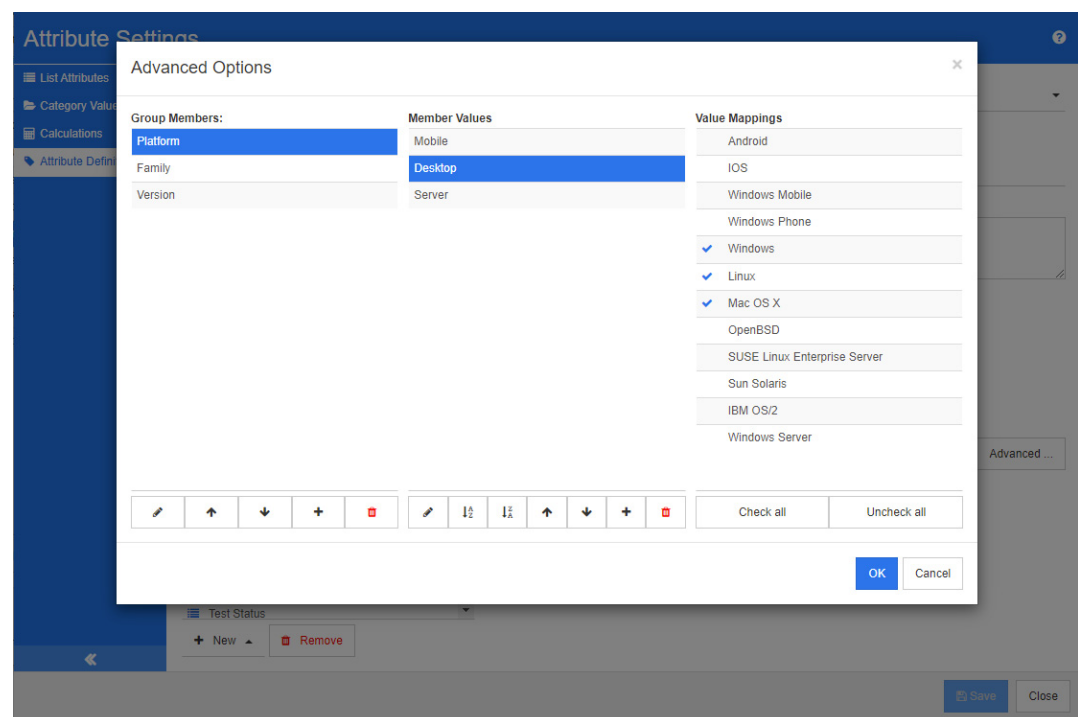 Attribute Settings
List Attributes
Category Value
Calculations
Attribute Defini
Advanced Options
×
Group Members:
Platform
Family
Version
Member Values
Mobile
Desktop
Server
Value Mappings
Android
IOS
Windows Mobile
Windows Phone
Windows
Linux
Mac OS X
OpenBSD
SUSE Linux Enterprise Server
Sun Solaris
IBM OS/2
Windows Server
Check all
Uncheck all
OK
Cancel
Advanced ...
Test Status
New
Remove
Save
Close